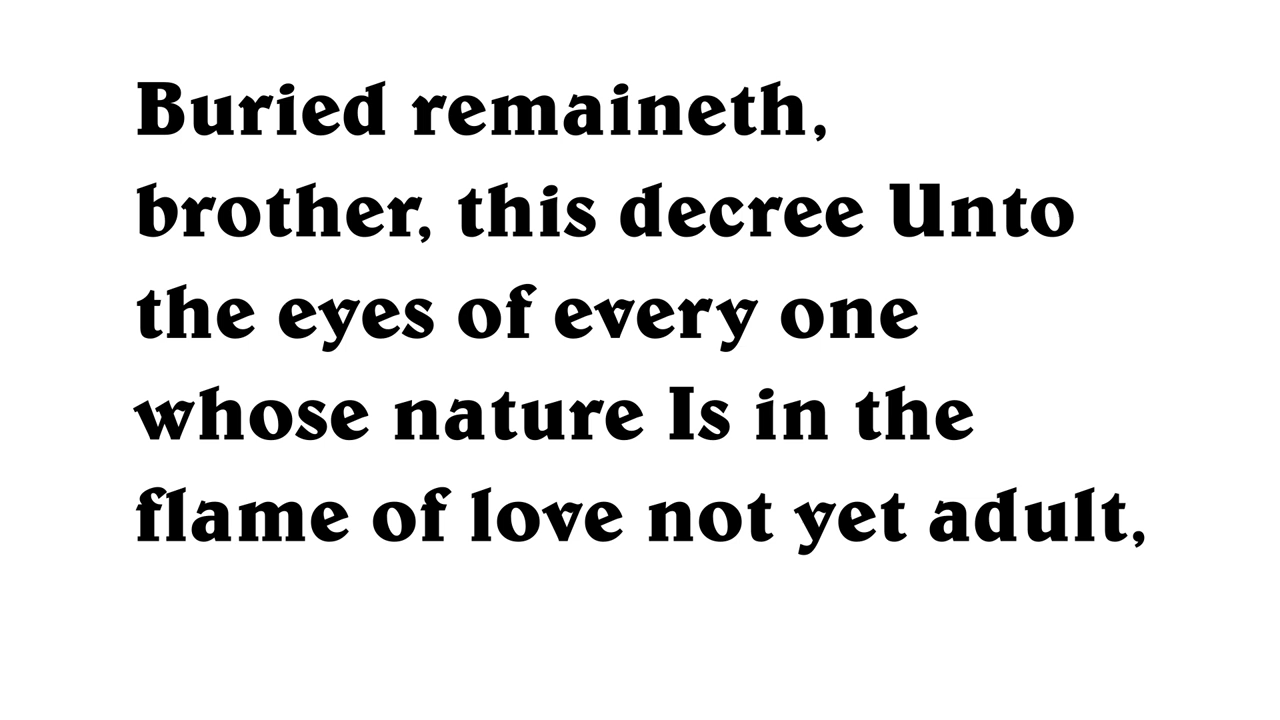 Buried remaineth,
brother, this decree Unto
the eyes of every one
whose nature Is in the
flame of love not yet adult,